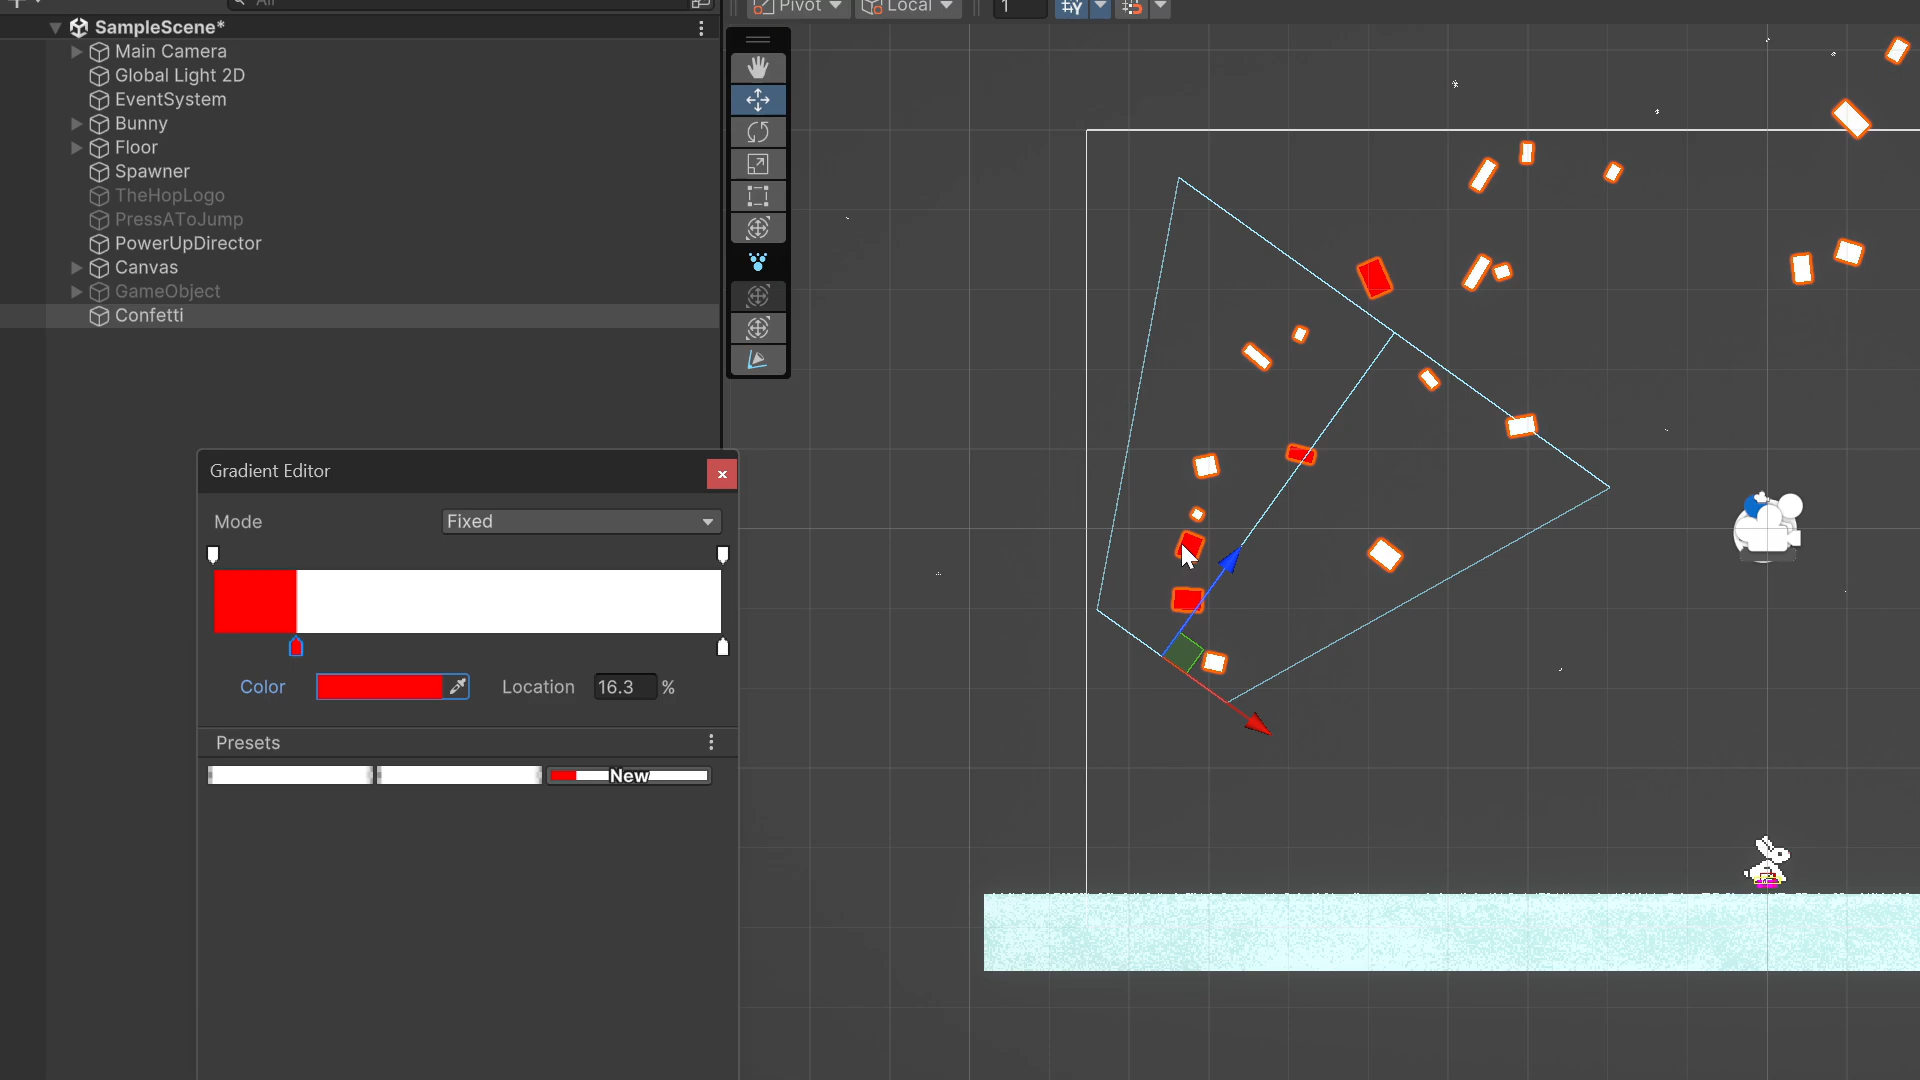 All
SampleScene*
Main Camera
Global Light 2D
EventSystem
Bunny
Floor
Spawner
TheHopLogo
PressAToJump
PowerUpDirector
Canvas
GameObject
Confetti
Pivot
Local
1
Gradient Editor
x
Mode
Fixed
Color
Location
16.3
%
Presets
New